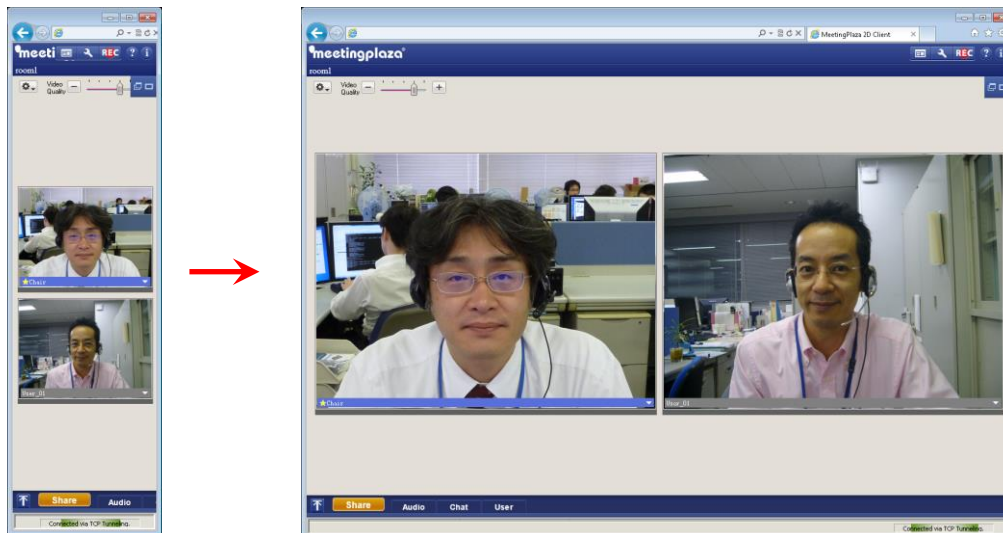 meeti REC ? i
room1
Video Quality
★Chair
User_01
Share Audio
Connected via TCP Tunneling.
MeetingPlaza 2D Client
meetingplaza REC ? i
room1
Video Quality
★Chair
User_01
Share Audio Chat User
Connected via TCP Tunneling.